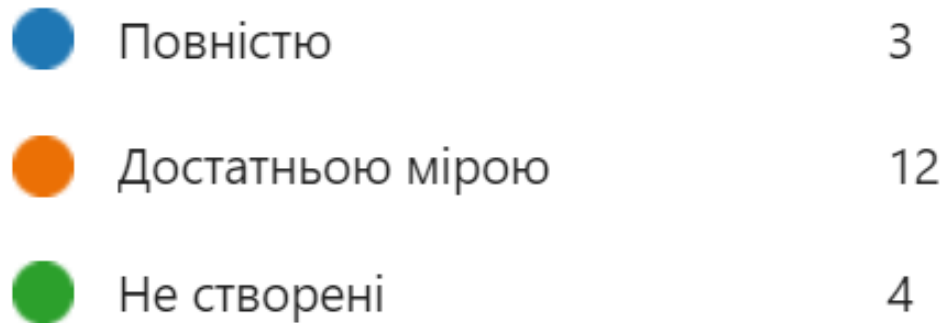 Повністю 3
Достатньою мірою 12
Не створені 4